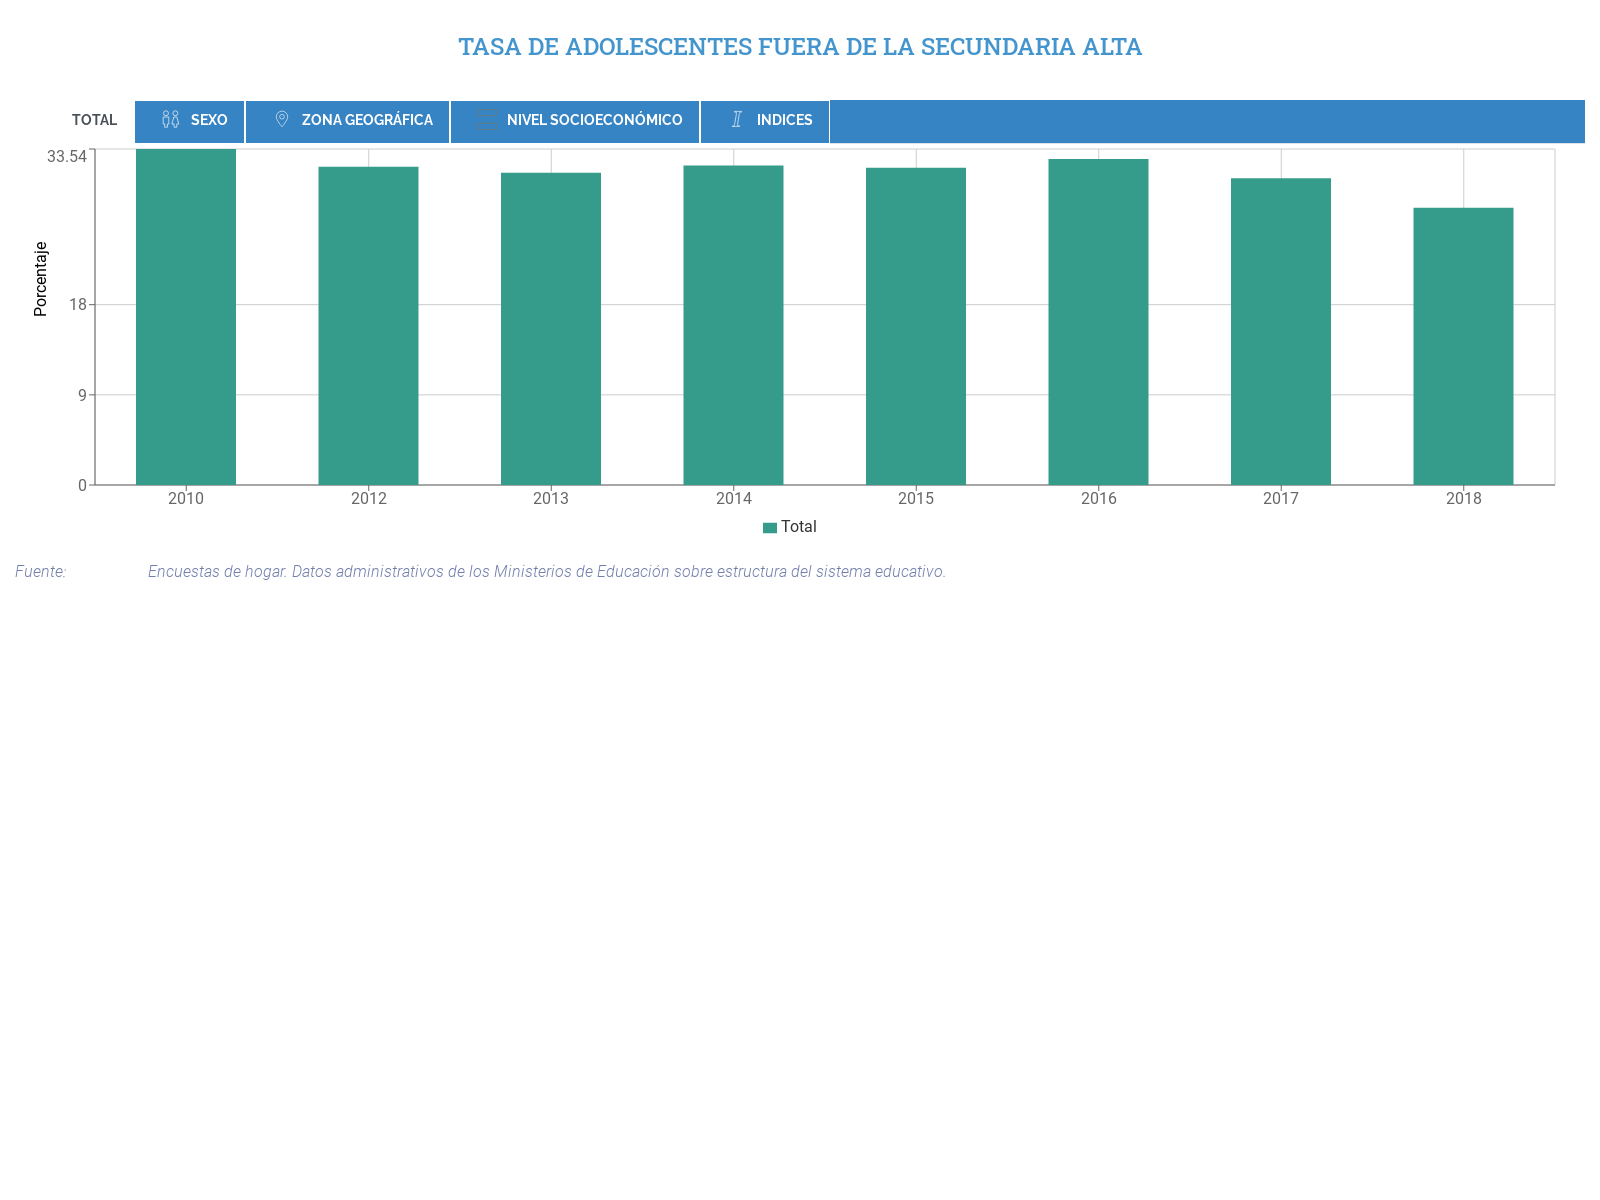 TASA DE ADOLESCENTES FUERA DE LA SECUNDARIA ALTA
TOTAL SEXO ZONA GEOGRÁFICA NIVEL SOCIOECONÓMICO INDICES
33.54
Porcentaje
18
9
0
2010 2012 2013 2014 2015 2016 2017 2018
Total
Fuente: Encuestas de hogar. Datos administrativos de los Ministerios de Educación sobre estructura del sistema educativo.